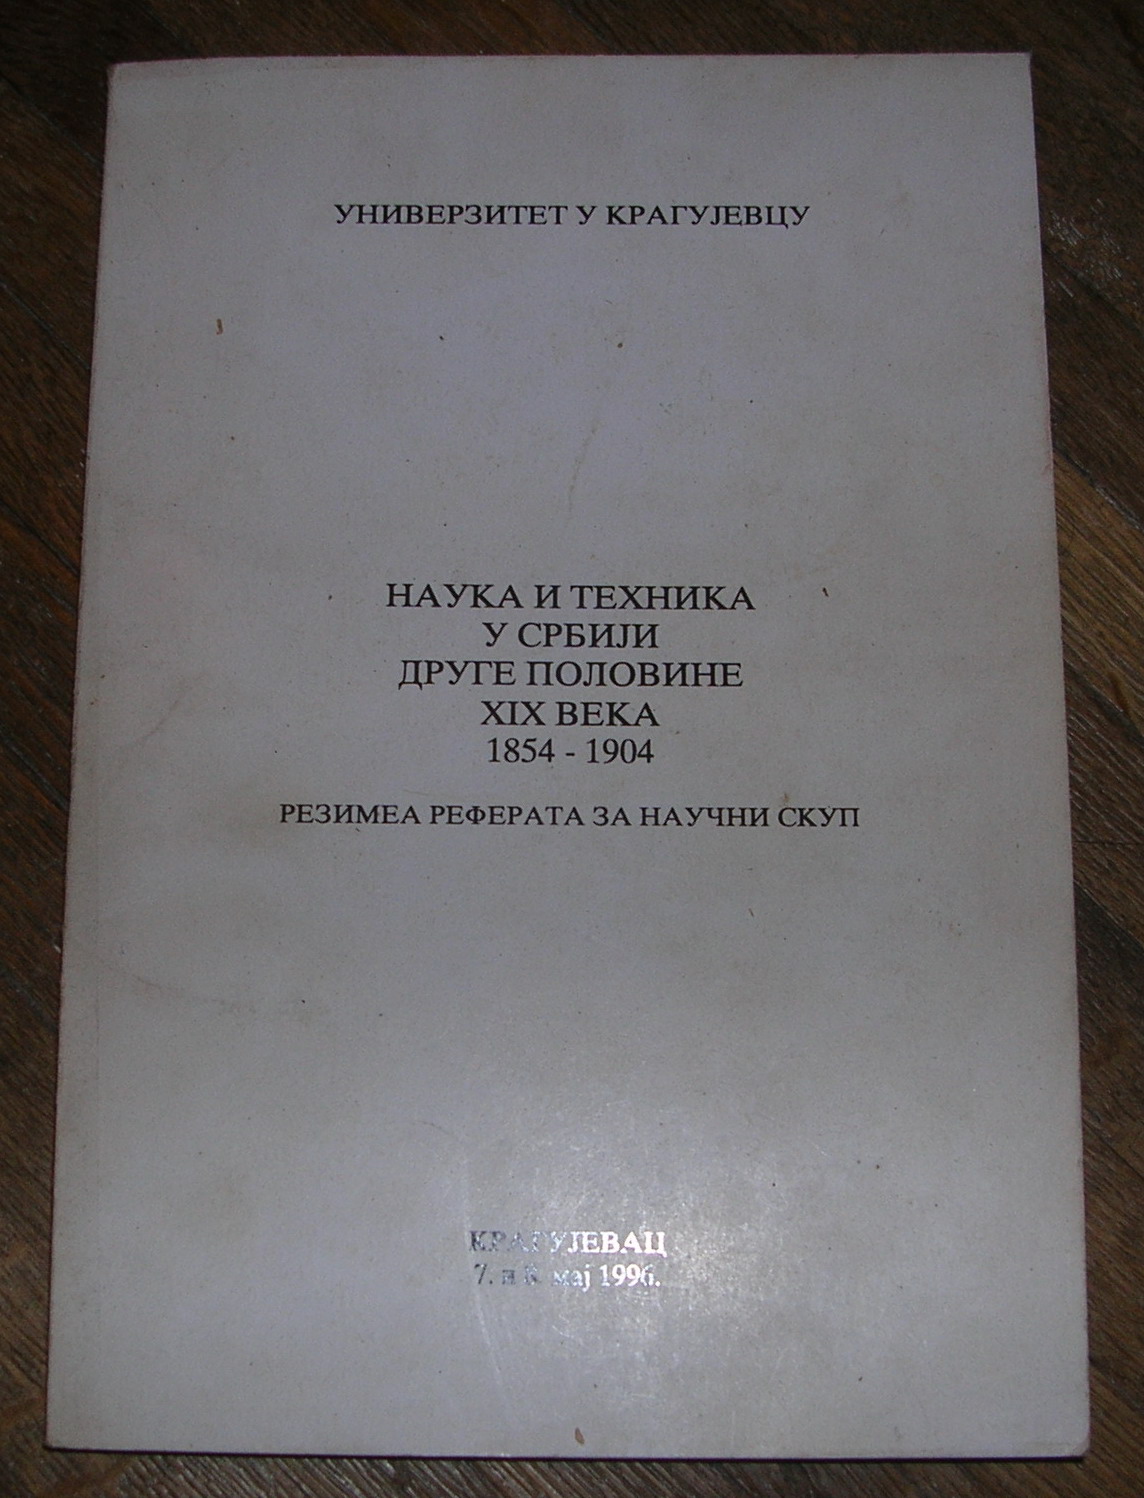 УНИВЕРЗИТЕТ У КРАГУЈЕВЦУ
НАУКА И ТЕХНИКА
У СРБИЈИ
ДРУГЕ ПОЛОВИНЕ
XIX ВЕКА
1854 - 1904
РЕЗИМЕА РЕФЕРАТА ЗА НАУЧНИ СКУП
КРАГУЈЕВАЦ
7. и 8. мај 1996.